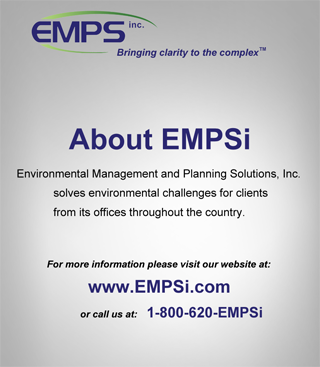 EMPS inc.
Bringing clarity to the complex™
About EMPSi
Environmental Management and Planning Solutions, Inc.
solves environmental challenges for clients
from its offices throughout the country.
For more information please visit our website at:
www.EMPSi.com
or call us at: 1-800-620-EMPSi